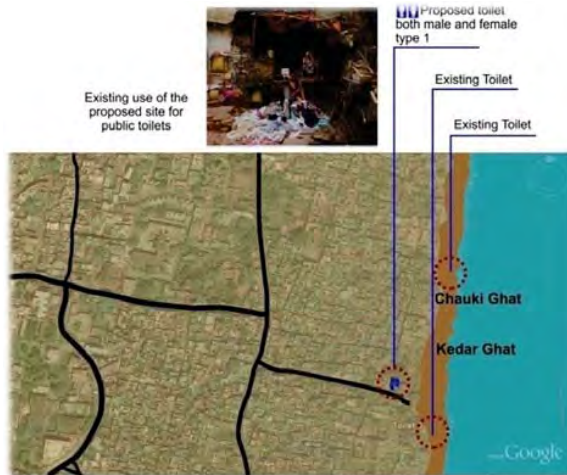 Proposed toilet
both male and female
type 1
Existing use of the
proposed site for
public toilets
Existing Toilet
Existing Toilet
Chauki Ghat
Kedar Ghat
Google